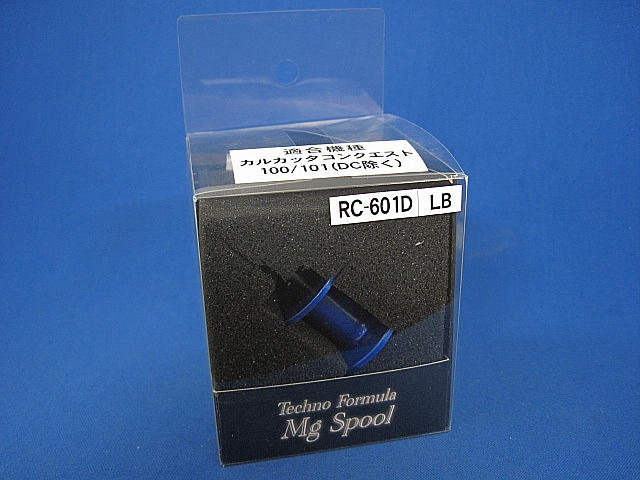 適合機種
カルカッタコンクエスト
100/101(DC除く)
RC-601D LB
Techno Formula
Mg Spool